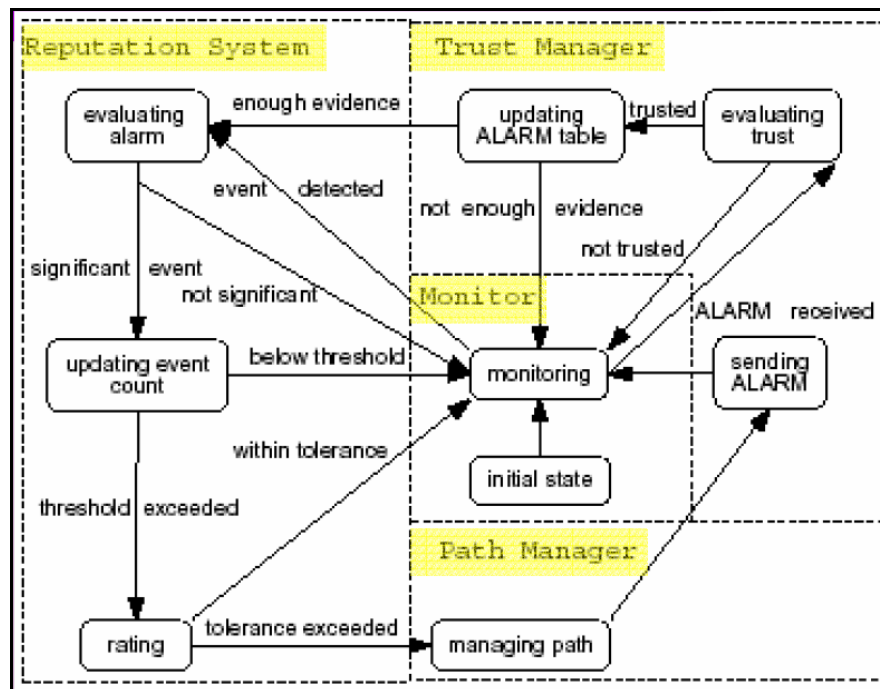 Reputation System
Trust Manager
evaluating
alarm
enough evidence
updating
ALARM table
trusted
evaluating
trust
event detected
not enough evidence
not trusted
significant event
not significant
Monitor
ALARM received
updating event
count
below threshold
monitoring
sending
ALARM
within tolerance
initial state
threshold exceeded
Path Manager
rating
tolerance exceeded
managing path